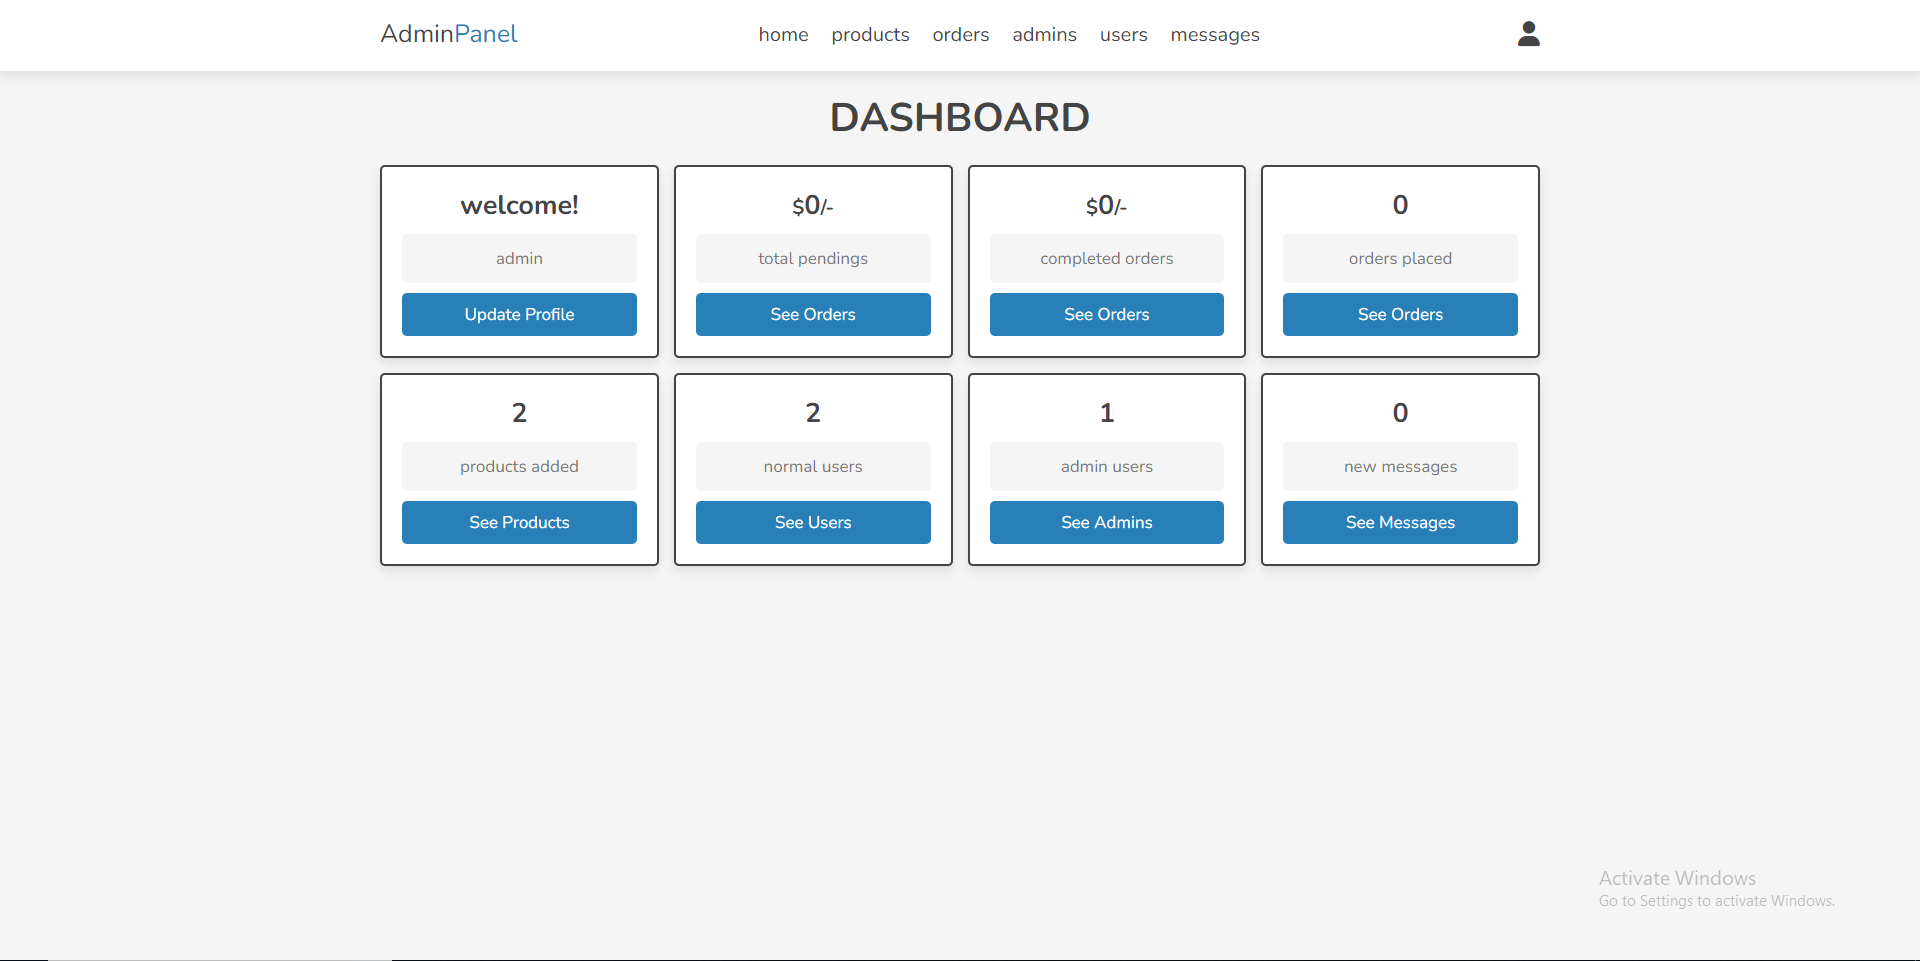 AdminPanel
home products orders admins users messages
DASHBOARD
welcome!
admin
Update Profile
$0/-
total pendings
See Orders
$0/-
completed orders
See Orders
0
orders placed
See Orders
2
products added
See Products
2
normal users
See Users
1
admin users
See Admins
0
new messages
See Messages
Activate Windows
Go to Settings to activate Windows.